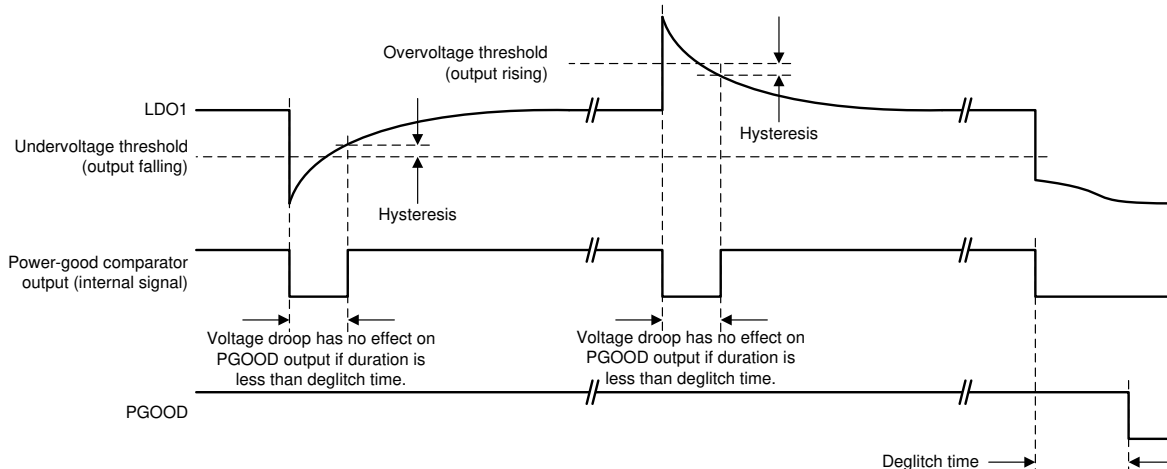 Overvoltage threshold
(output rising)
LDO1
Hysteresis
Undervoltage threshold
(output falling)
Hysteresis
Power-good comparator
output (internal signal)
Voltage droop has no effect on
PGOOD output if duration is
less than deglitch time.
Voltage droop has no effect on
PGOOD output if duration is
less than deglitch time.
PGOOD
Deglitch time